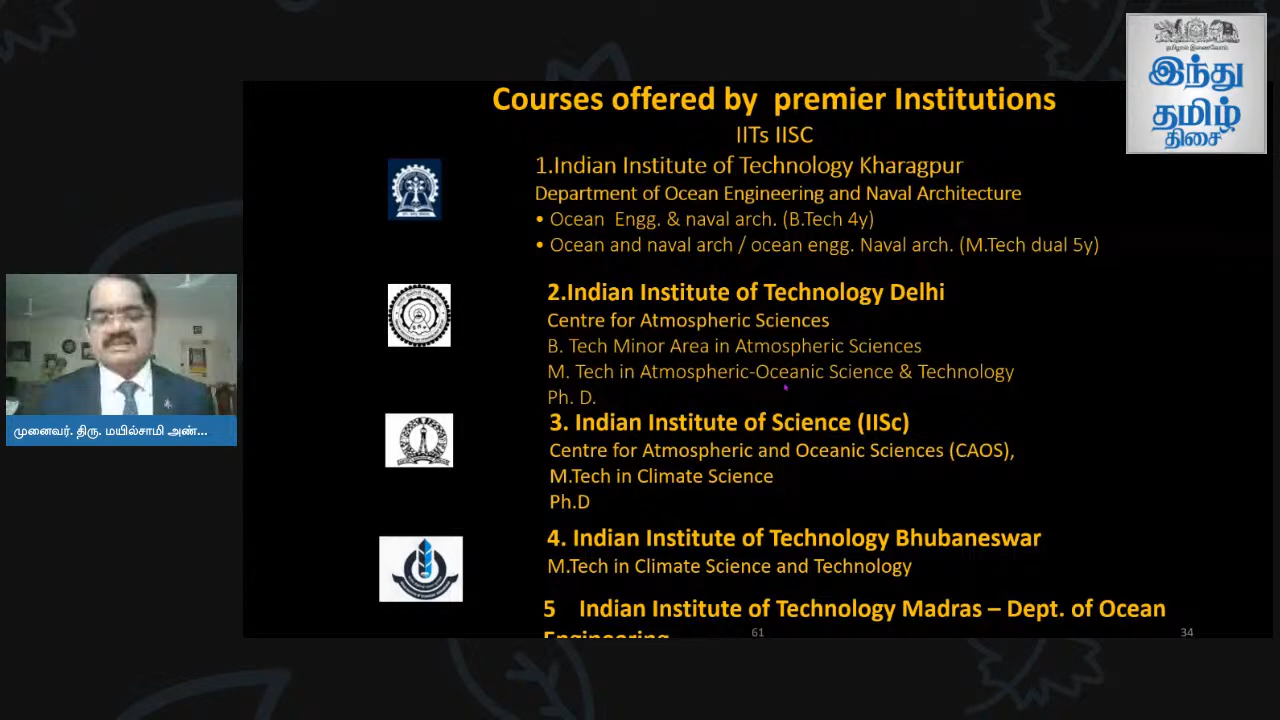 Courses offered by premier Institutions
IITs IISC
1.Indian Institute of Technology Kharagpur
Department of Ocean Engineering and Naval Architecture
• Ocean Engg. & naval arch. (B.Tech 4y)
• Ocean and naval arch / ocean engg. Naval arch. (M.Tech dual 5y)
2.Indian Institute of Technology Delhi
Centre for Atmospheric Sciences
B. Tech Minor Area in Atmospheric Sciences
M. Tech in Atmospheric-Oceanic Science & Technology
Ph. D.
3. Indian Institute of Science (IISc)
Centre for Atmospheric and Oceanic Sciences (CAOS),
M.Tech in Climate Science
Ph.D
4. Indian Institute of Technology Bhubaneswar
M.Tech in Climate Science and Technology
5 Indian Institute of Technology Madras – Dept. of Ocean
Engineering
61
34
முனைவர். திரு. மயில்சாமி அண்...
தமிழால் இணைவோம்
இந்து
தமிழ்
திசை